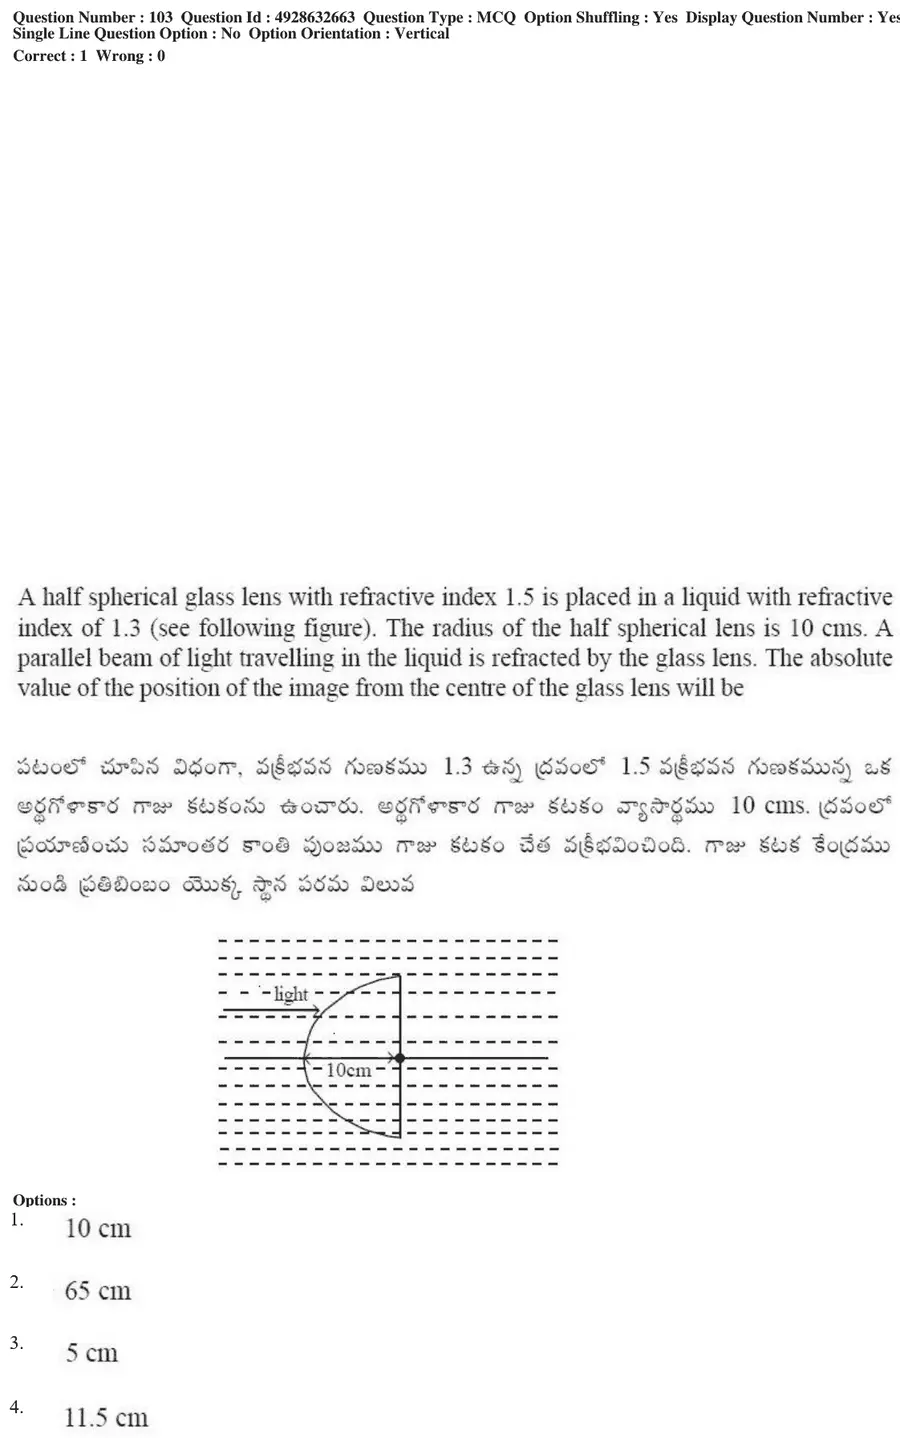 Question Number : 103 Question Id : 4928632663 Question Type : MCQ Option Shuffling : Yes Display Question Number : Yes
Single Line Question Option : No Option Orientation : Vertical
Correct : 1 Wrong : 0
A half spherical glass lens with refractive index 1.5 is placed in a liquid with refractive
index of 1.3 (see following figure). The radius of the half spherical lens is 10 cms. A
parallel beam of light travelling in the liquid is refracted by the glass lens. The absolute
value of the position of the image from the centre of the glass lens will be
పటంలో చూపిన విధంగా, వక్రీభవన గుణకము 1.3 ఉన్న ద్రవంలో 1.5 వక్రీభవన గుణకమున్న ఒక
అర్ధగోళాకార గాజు కటకంను ఉంచారు. అర్ధగోళాకార గాజు కటకం వ్యాసార్ధము 10 cms. ద్రవంలో
ప్రయాణించు సమాంతర కాంతి పుంజము గాజు కటకం చేత వక్రీభవించింది. గాజు కటక కేంద్రము
నుండి ప్రతిబింబం యొక్క స్థాన పరమ విలువ
light
10cm
Options :
1. 10 cm
2. 65 cm
3. 5 cm
4. 11.5 cm